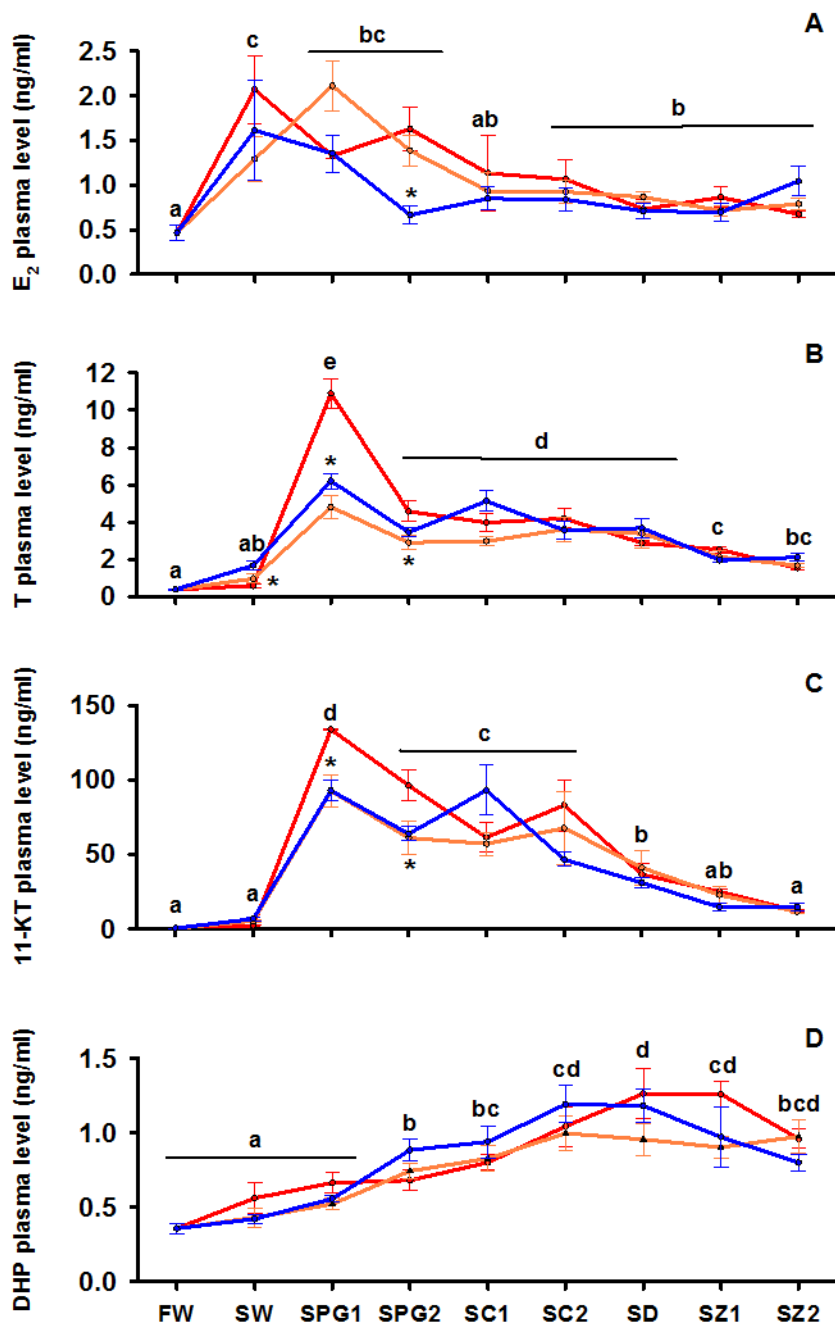 A
E2 plasma level (ng/ml)
2.5
2.0
1.5
1.0
0.5
0.0
a
c
bc
*
ab
b
B
T plasma level (ng/ml)
12
10
8
6
4
2
0
a
ab
*
e
*
*
d
c
bc
C
11-KT plasma level (ng/ml)
150
100
50
0
a
a
d
*
*
c
b
ab
a
D
DHP plasma level (ng/ml)
1.5
1.0
0.5
0.0
a
b
bc
cd
d
cd
bcd
FW SW SPG1 SPG2 SC1 SC2 SD SZ1 SZ2